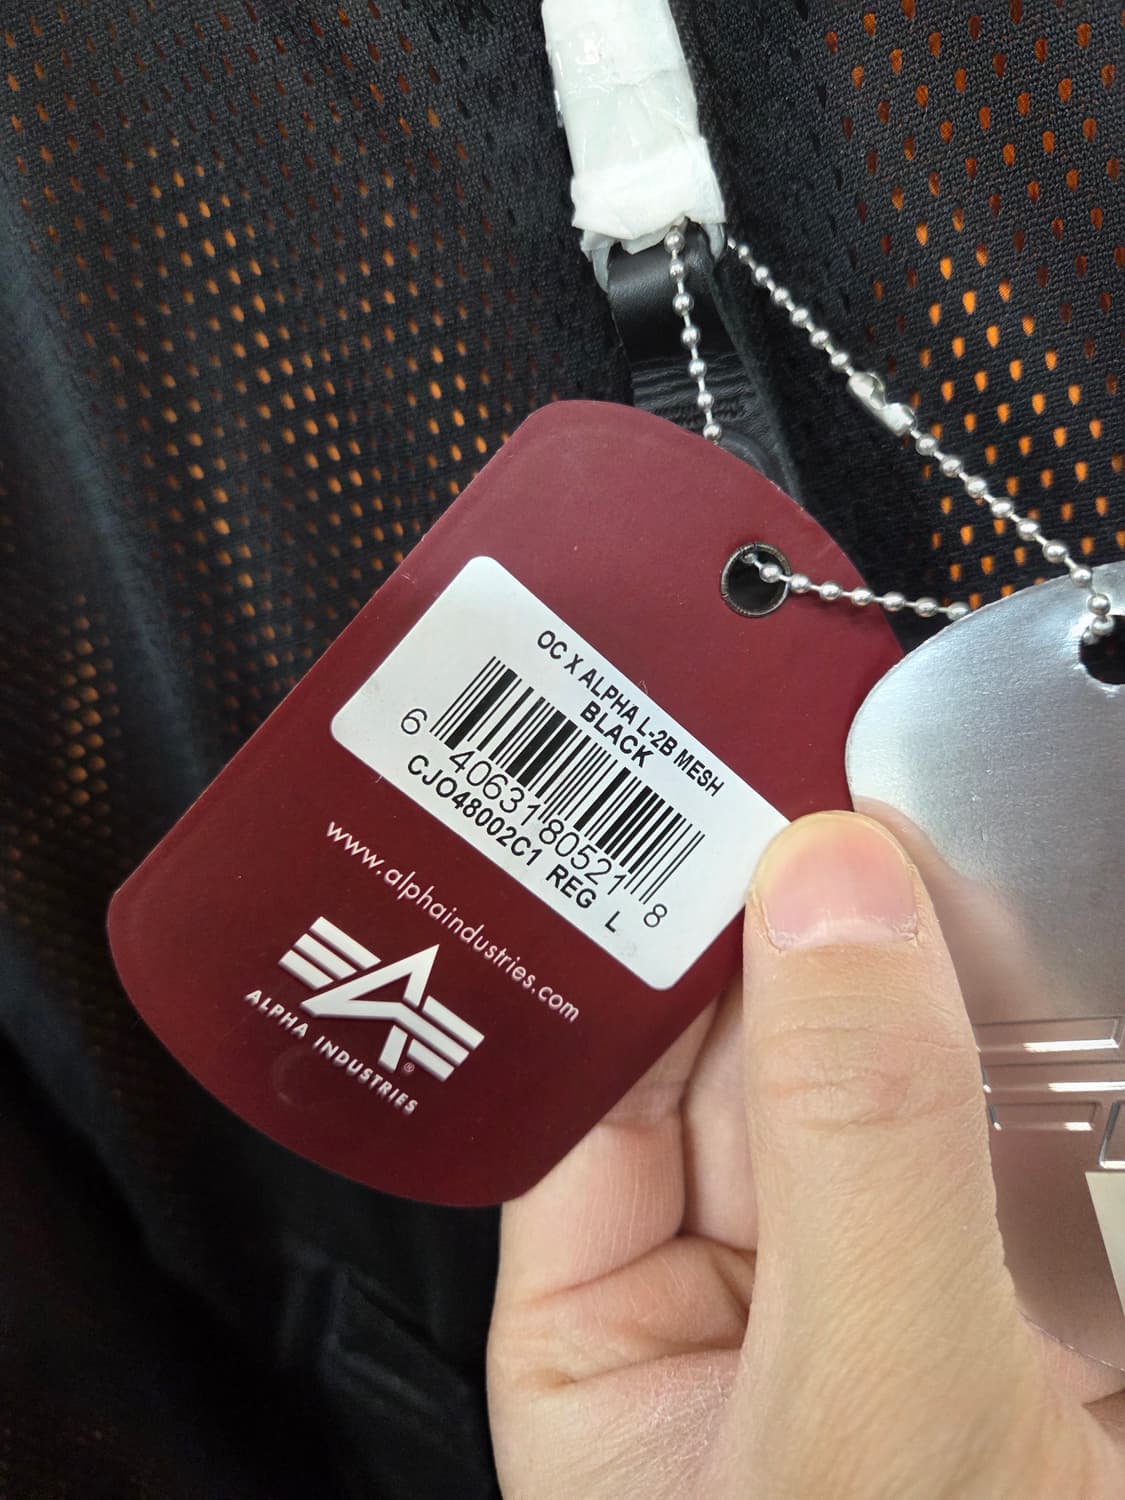 OC X ALPHA L-2B MESH
BLACK
6 40631 80521 8
CJO48002C1 REG L
www.alphaindustries.com
ALPHA INDUSTRIES®